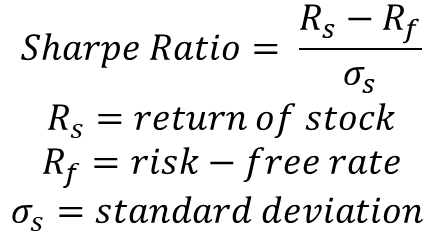 Sharpe Ratio = (R_s − R_f) / σ_s
R_s = return of stock
R_f = risk − free rate
σ_s = standard deviation